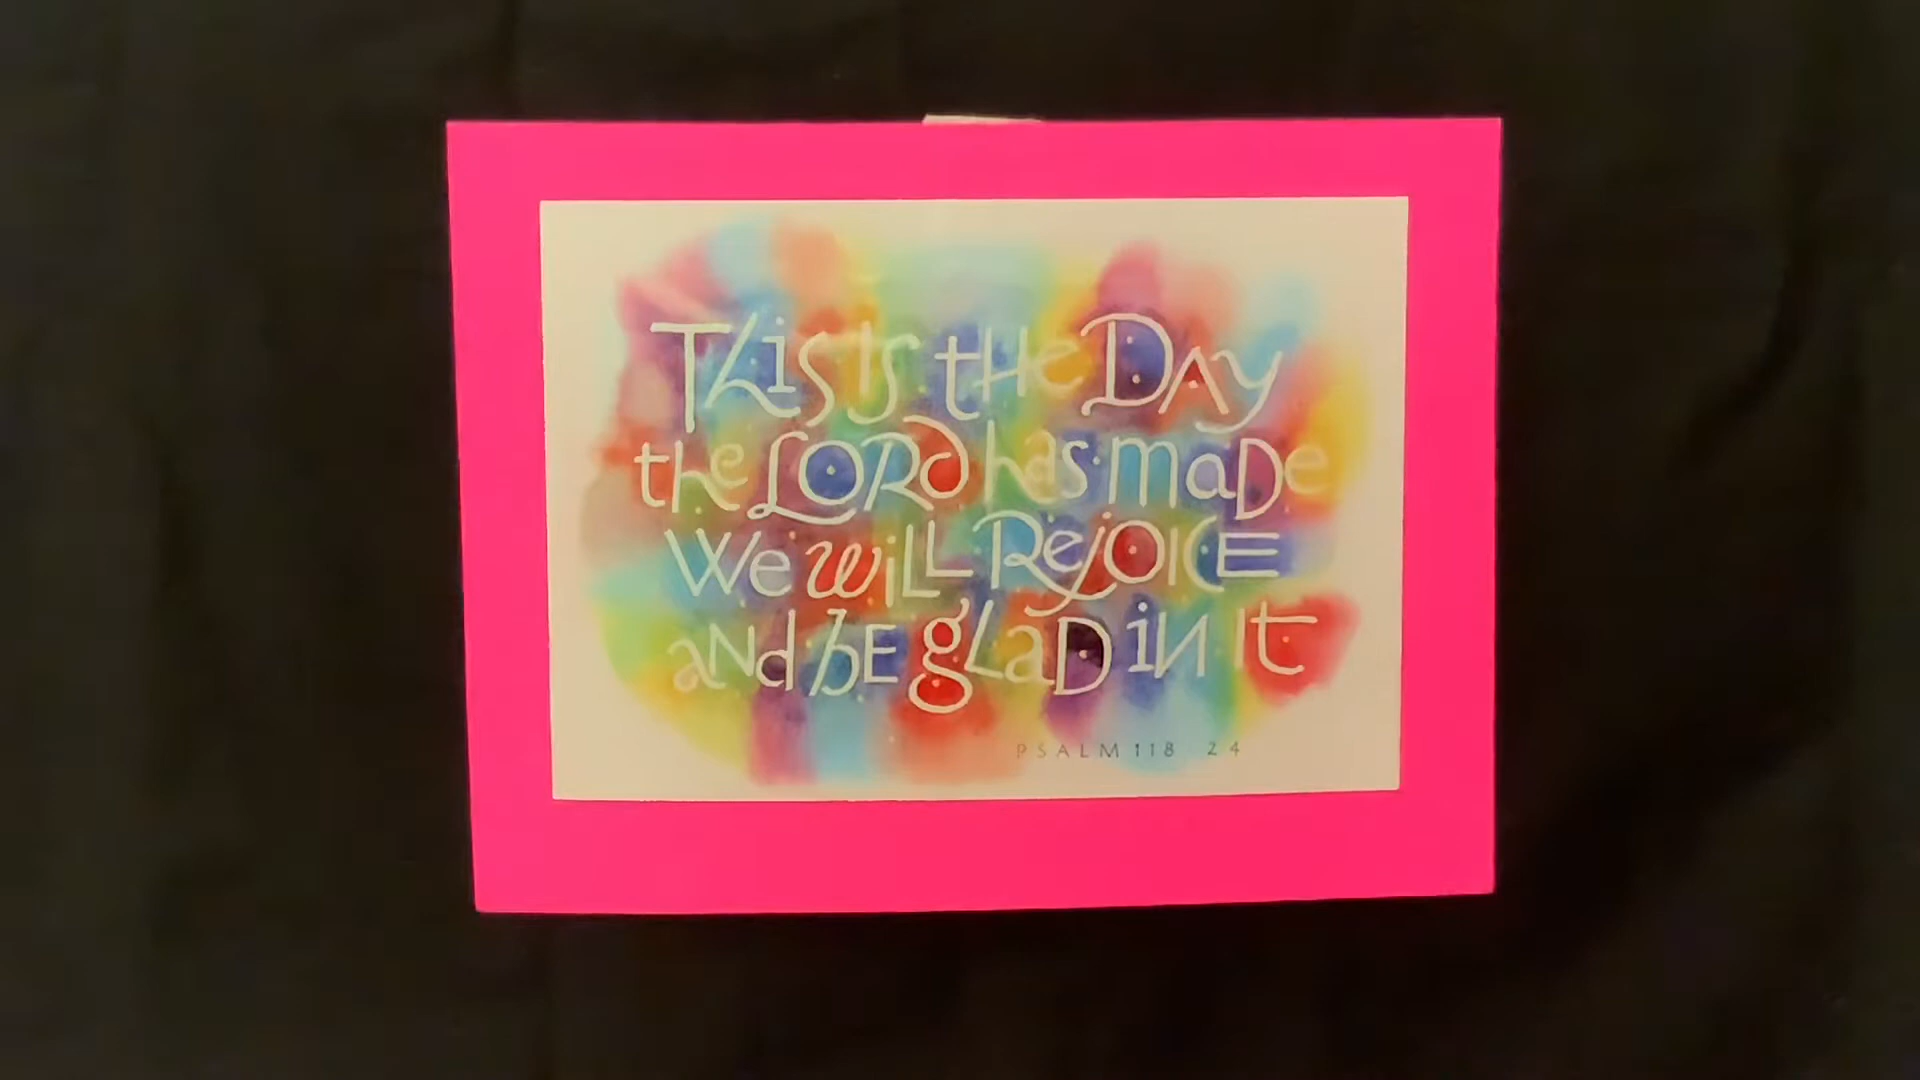 This Is the Day
the LORD has made
We will Rejoice
and be glad in It
PSALM 118 24